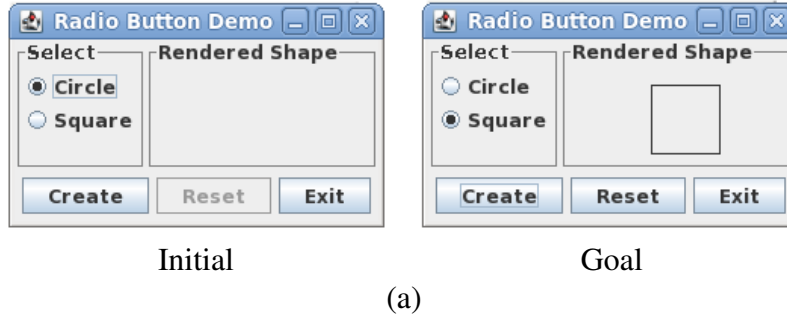 Radio Button Demo
Select
Rendered Shape
Circle
Square
Create
Reset
Exit
Initial
Radio Button Demo
Select
Rendered Shape
Circle
Square
Create
Reset
Exit
Goal
(a)